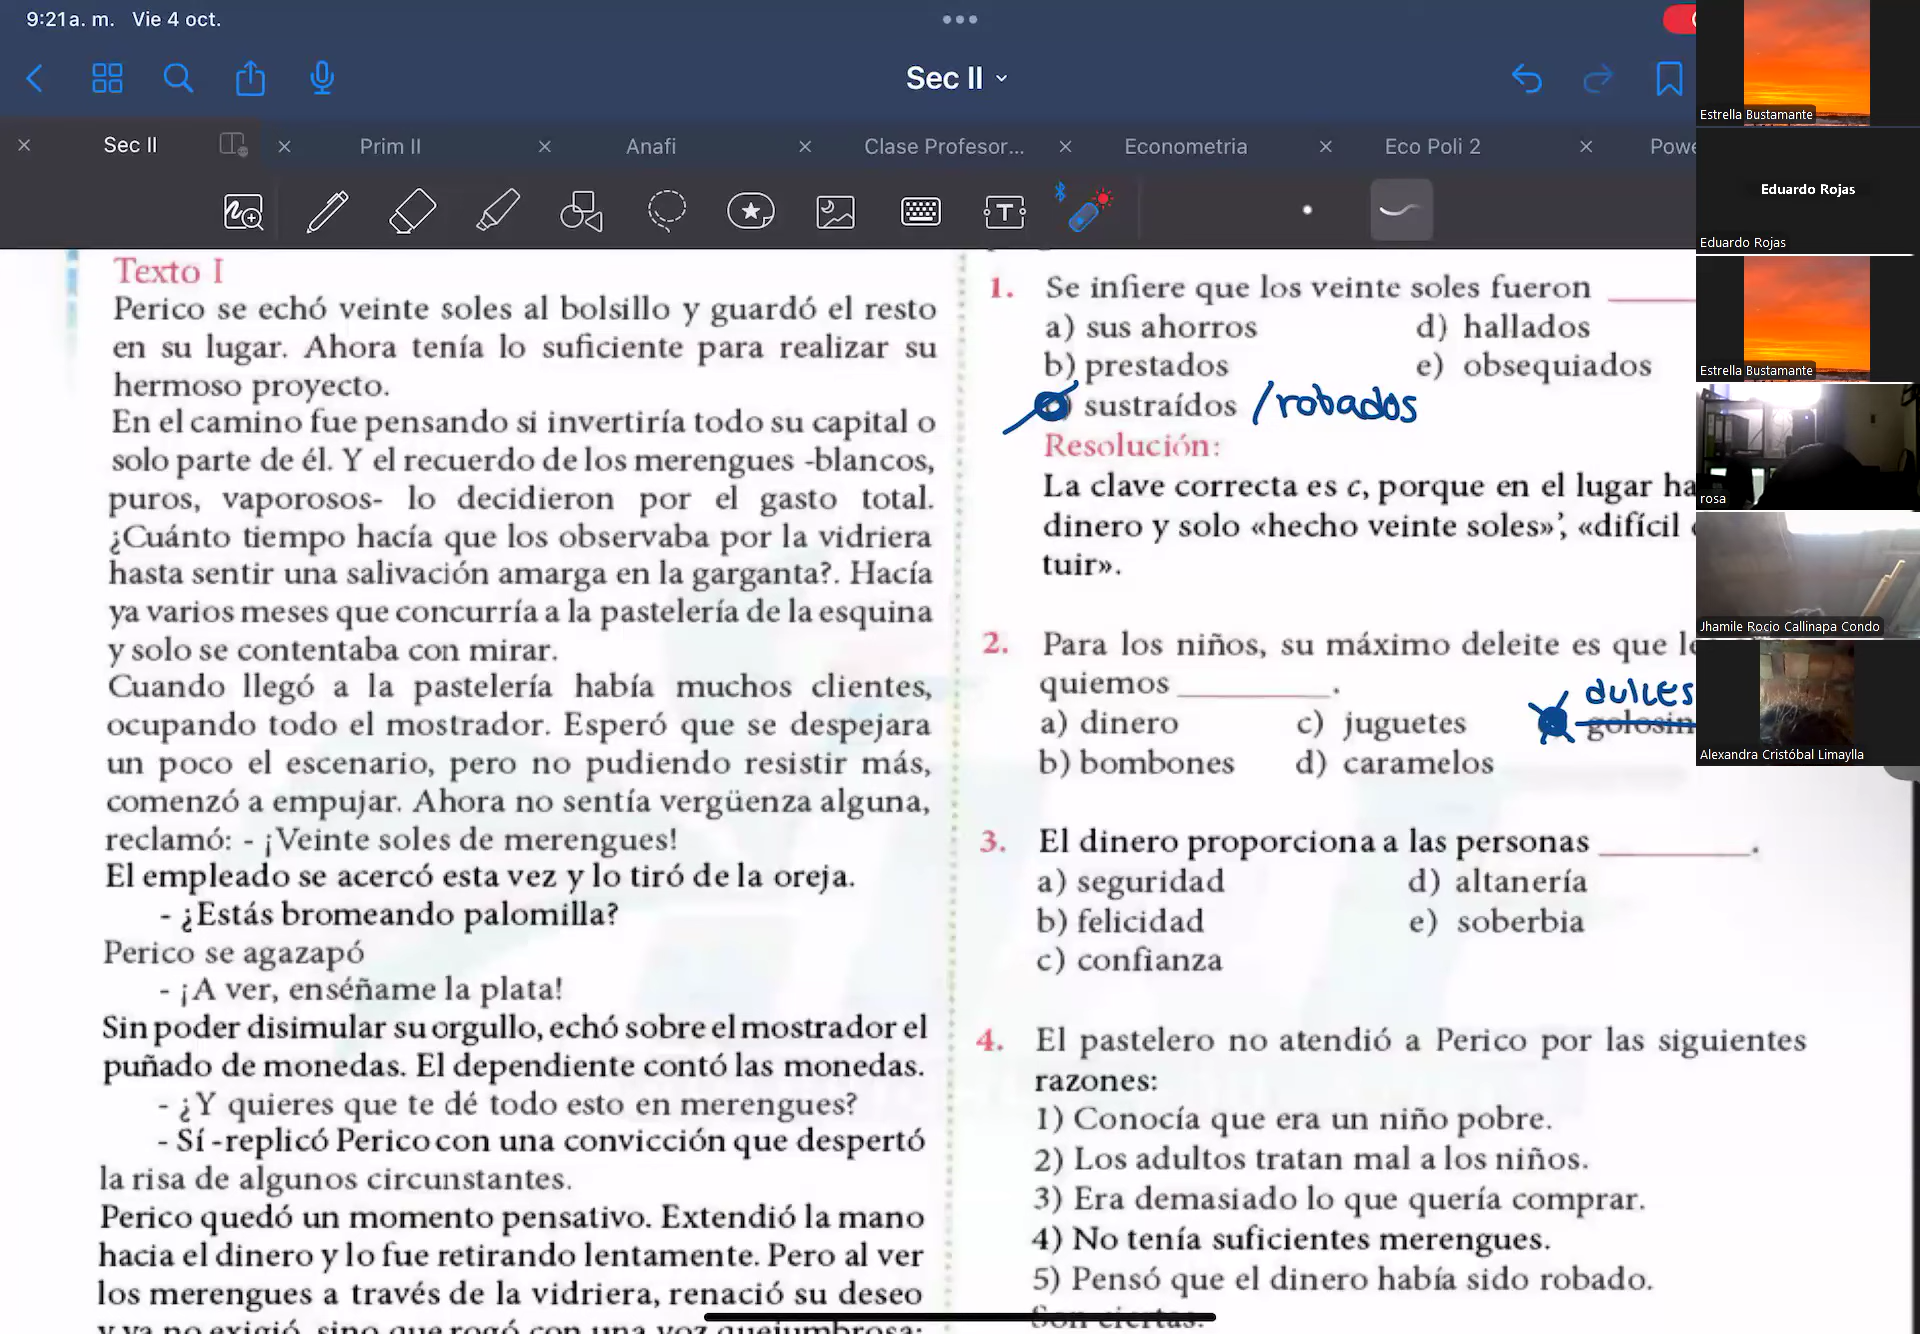 9:21a. m. Vie 4 oct.
Sec II
Sec II
Prim II
Anafi
Clase Profesor...
Econometria
Eco Poli 2
Powe
Texto I
Perico se echó veinte soles al bolsillo y guardó el resto
en su lugar. Ahora tenía lo suficiente para realizar su
hermoso proyecto.
En el camino fue pensando si invertiría todo su capital o
solo parte de él. Y el recuerdo de los merengues -blancos,
puros, vaporosos- lo decidieron por el gasto total.
¿Cuánto tiempo hacía que los observaba por la vidriera
hasta sentir una salivación amarga en la garganta?. Hacía
ya varios meses que concurría a la pastelería de la esquina
y solo se contentaba con mirar.
Cuando llegó a la pastelería había muchos clientes,
ocupando todo el mostrador. Esperó que se despejara
un poco el escenario, pero no pudiendo resistir más,
comenzó a empujar. Ahora no sentía vergüenza alguna,
reclamó: - ¡Veinte soles de merengues!
El empleado se acercó esta vez y lo tiró de la oreja.
- ¿Estás bromeando palomilla?
Perico se agazapó
- ¡A ver, enséñame la plata!
Sin poder disimular su orgullo, echó sobre el mostrador el
puñado de monedas. El dependiente contó las monedas.
- ¿Y quieres que te dé todo esto en merengues?
- Sí -replicó Perico con una convicción que despertó
la risa de algunos circunstantes.
Perico quedó un momento pensativo. Extendió la mano
hacia el dinero y lo fue retirando lentamente. Pero al ver
los merengues a través de la vidriera, renació su deseo
y ya no exigió, sino que rogó con una voz quejumbrosa:
1. Se infiere que los veinte soles fueron ______
a) sus ahorros
d) hallados
b) prestados
e) obsequiados
sustraídos /robados
Resolución:
La clave correcta es c, porque en el lugar ha
dinero y solo «hecho veinte soles»', «difícil
tuir».
2. Para los niños, su máximo deleite es que
quiemos ______.
dulces
a) dinero
c) juguetes
golosin
b) bombones
d) caramelos
3. El dinero proporciona a las personas ______.
a) seguridad
d) altanería
b) felicidad
e) soberbia
c) confianza
4. El pastelero no atendió a Perico por las siguientes
razones:
1) Conocía que era un niño pobre.
2) Los adultos tratan mal a los niños.
3) Era demasiado lo que quería comprar.
4) No tenía suficientes merengues.
5) Pensó que el dinero había sido robado.
Son ciertas:
Estrella Bustamante
Eduardo Rojas
Eduardo Rojas
Estrella Bustamante
rosa
Jhamile Rocio Callinapa Condo
Alexandra Cristóbal Limaylla